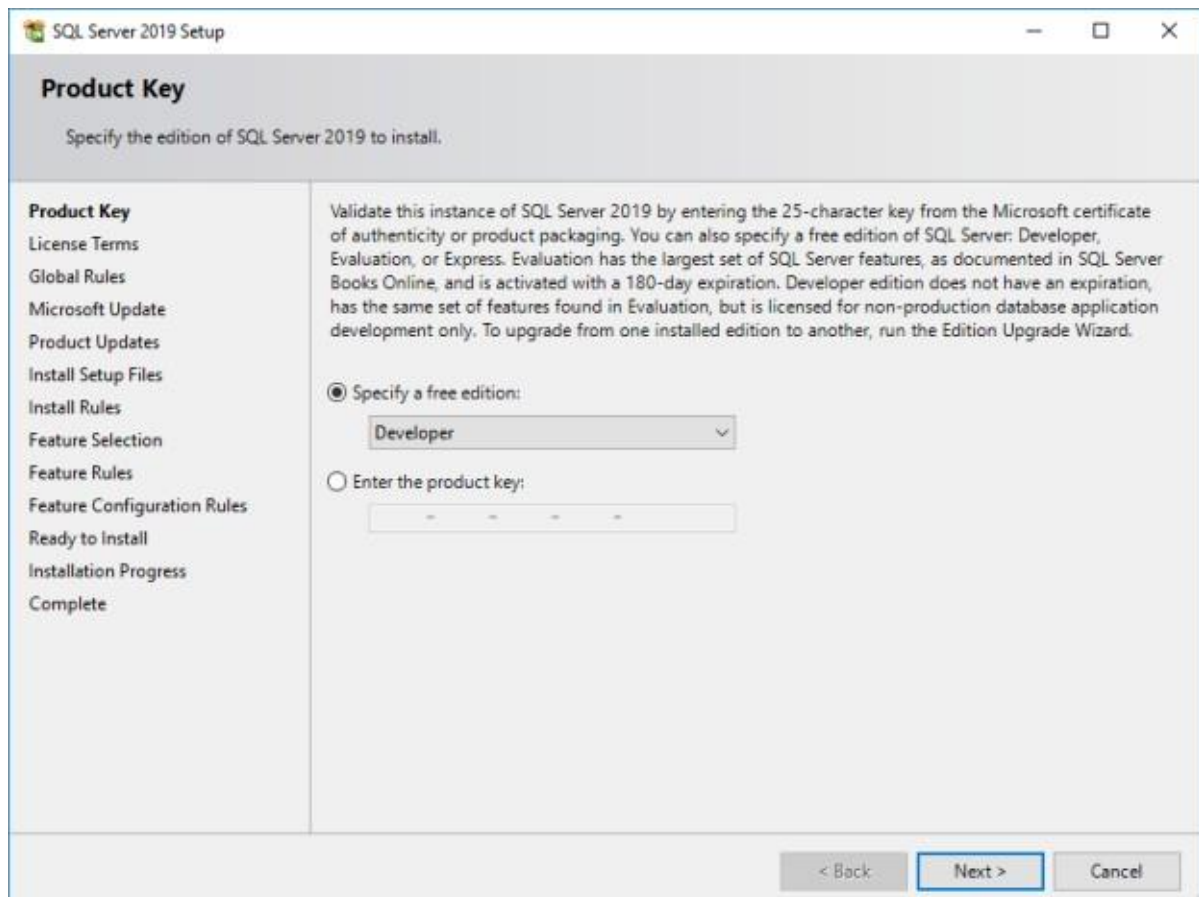 SQL Server 2019 Setup
Product Key
Specify the edition of SQL Server 2019 to install.
Product Key
License Terms
Global Rules
Microsoft Update
Product Updates
Install Setup Files
Install Rules
Feature Selection
Feature Rules
Feature Configuration Rules
Ready to Install
Installation Progress
Complete
Validate this instance of SQL Server 2019 by entering the 25-character key from the Microsoft certificate
of authenticity or product packaging. You can also specify a free edition of SQL Server: Developer,
Evaluation, or Express. Evaluation has the largest set of SQL Server features, as documented in SQL Server
Books Online, and is activated with a 180-day expiration. Developer edition does not have an expiration,
has the same set of features found in Evaluation, but is licensed for non-production database application
development only. To upgrade from one installed edition to another, run the Edition Upgrade Wizard.
Specify a free edition:
Developer
Enter the product key:
- - - -
< Back Next > Cancel